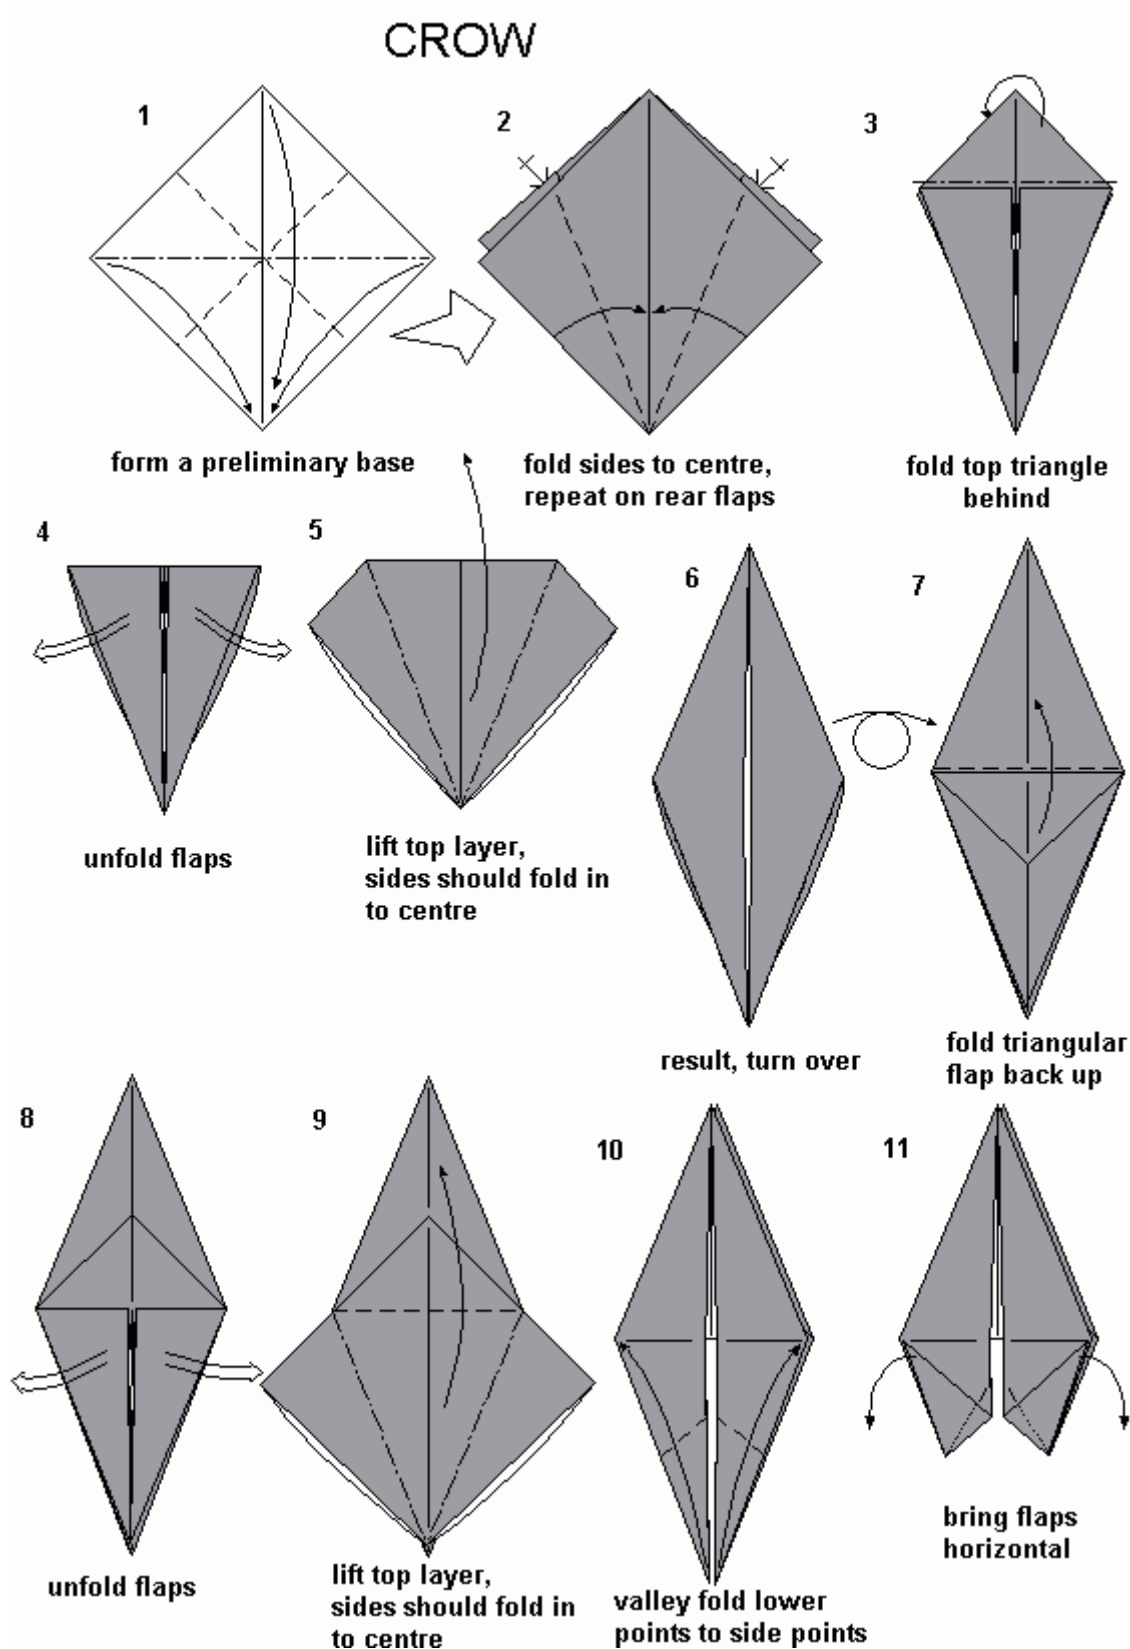 CROW
1
form a preliminary base
2
fold sides to centre,
repeat on rear flaps
3
fold top triangle
behind
4
unfold flaps
5
lift top layer,
sides should fold in
to centre
6
result, turn over
7
fold triangular
flap back up
8
unfold flaps
9
lift top layer,
sides should fold in
to centre
10
valley fold lower
points to side points
11
bring flaps
horizontal